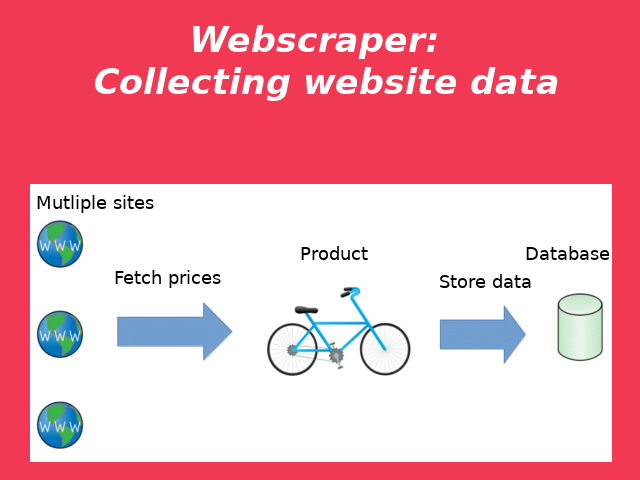 Webscraper:
Collecting website data
Mutliple sites
WWW
Fetch prices
WWW
WWW
Product
Store data
Database